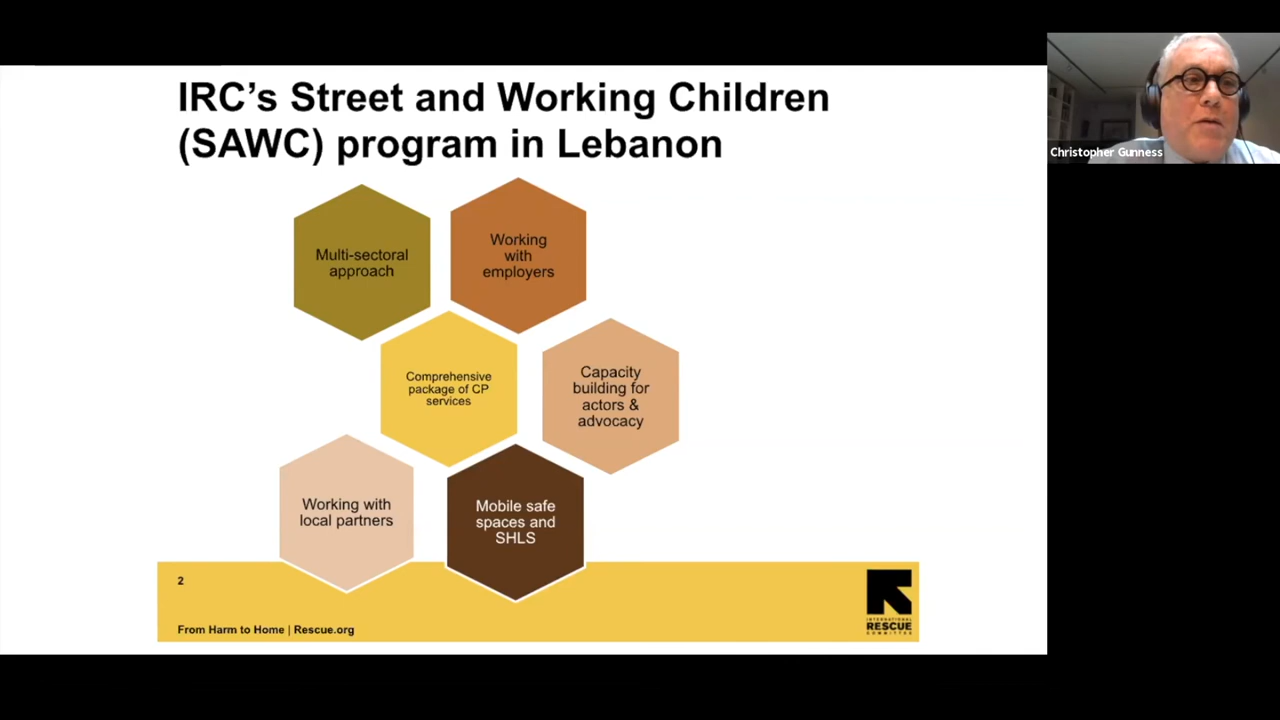 IRC's Street and Working Children
(SAWC) program in Lebanon
Multi-sectoral
approach
Working
with
employers
Comprehensive
package of CP
services
Capacity
building for
actors &
advocacy
Working with
local partners
Mobile safe
spaces and
SHLS
2
From Harm to Home | Rescue.org
INTERNATIONAL
RESCUE
COMMITTEE
Christopher Gunness